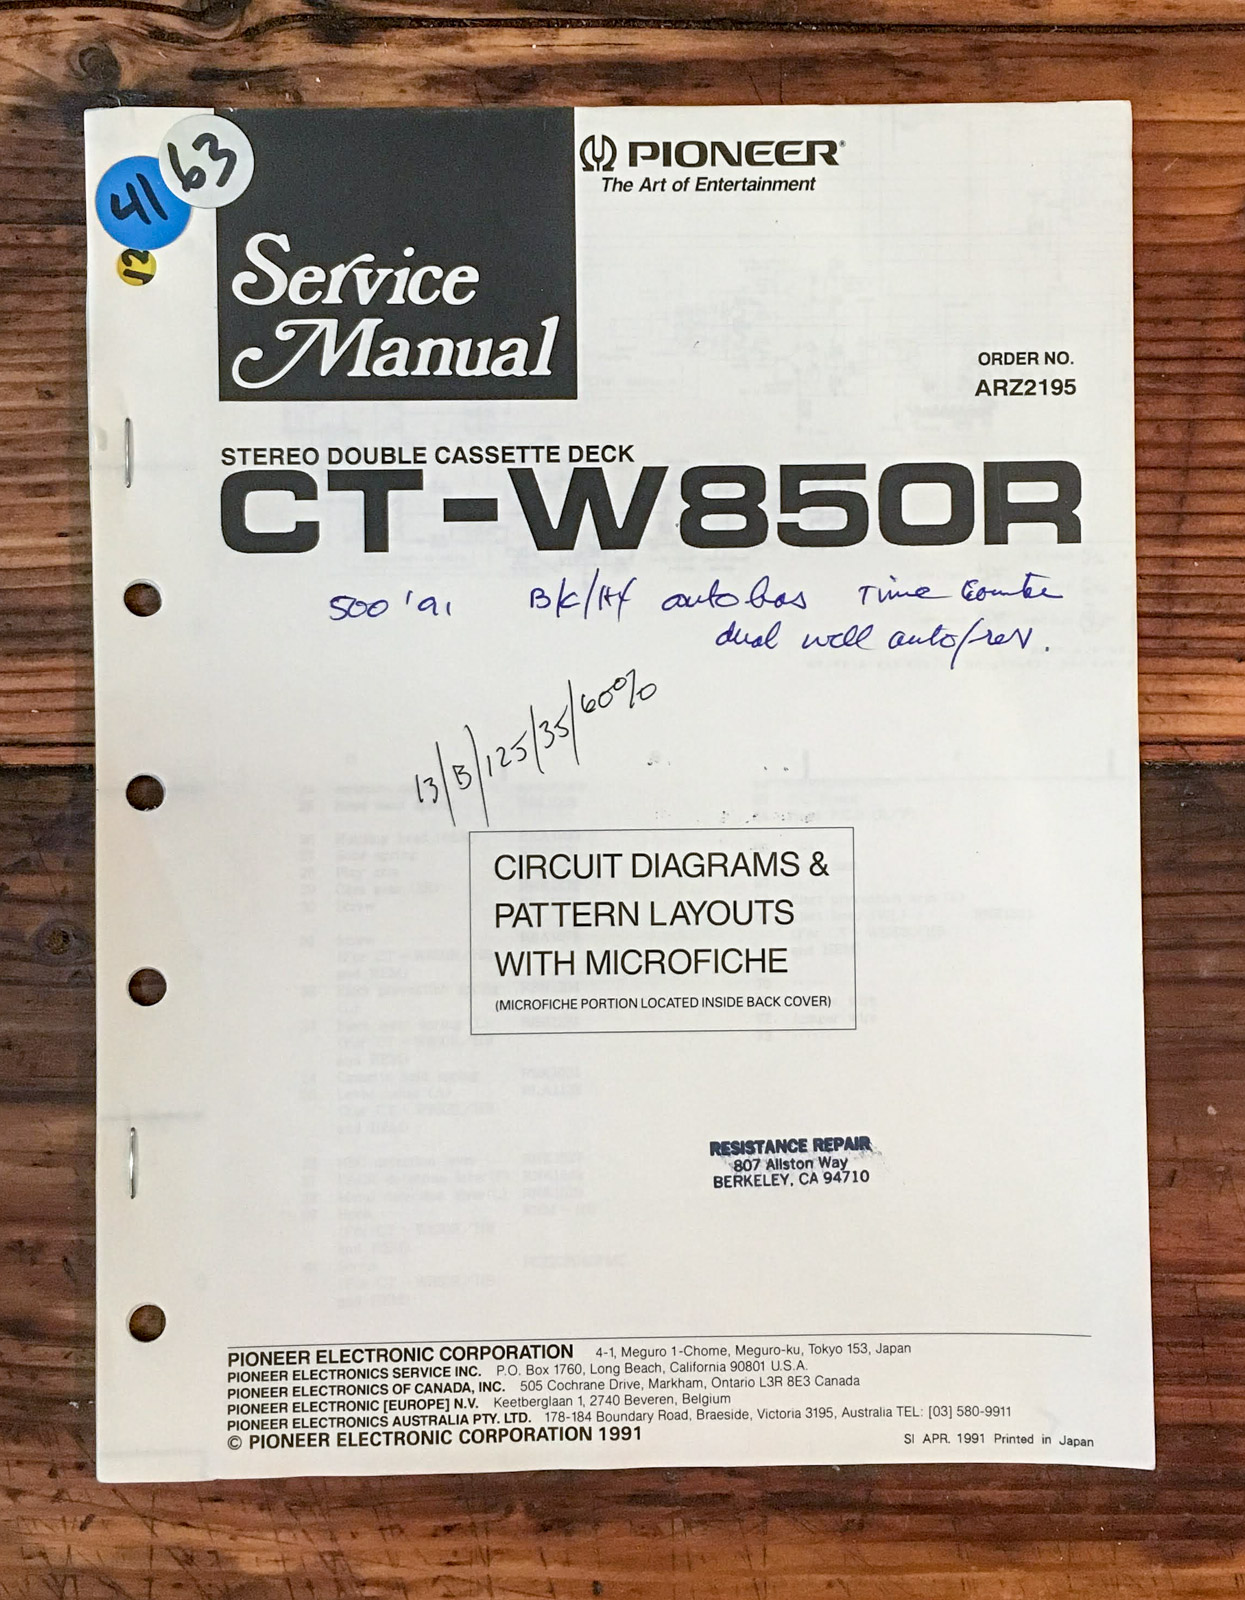 63
41
12
PIONEER®
The Art of Entertainment
Service
Manual
ORDER NO.
ARZ2195
STEREO DOUBLE CASSETTE DECK
CT-W850R
500 '91 B/C/HX auto bias Time Counter
dual well auto/rev.
13/B/125/35/60%
CIRCUIT DIAGRAMS &
PATTERN LAYOUTS
WITH MICROFICHE
(MICROFICHE PORTION LOCATED INSIDE BACK COVER)
RESISTANCE REPAIR
807 Allston Way
BERKELEY, CA 94710
PIONEER ELECTRONIC CORPORATION 4-1, Meguro 1-Chome, Meguro-ku, Tokyo 153, Japan
PIONEER ELECTRONICS SERVICE INC. P.O. Box 1760, Long Beach, California 90801 U.S.A.
PIONEER ELECTRONICS OF CANADA, INC. 505 Cochrane Drive, Markham, Ontario L3R 8E3 Canada
PIONEER ELECTRONIC [EUROPE] N.V. Keetberglaan 1, 2740 Beveren, Belgium
PIONEER ELECTRONICS AUSTRALIA PTY. LTD. 178-184 Boundary Road, Braeside, Victoria 3195, Australia TEL: [03] 580-9911
© PIONEER ELECTRONIC CORPORATION 1991
SI APR. 1991 Printed in Japan